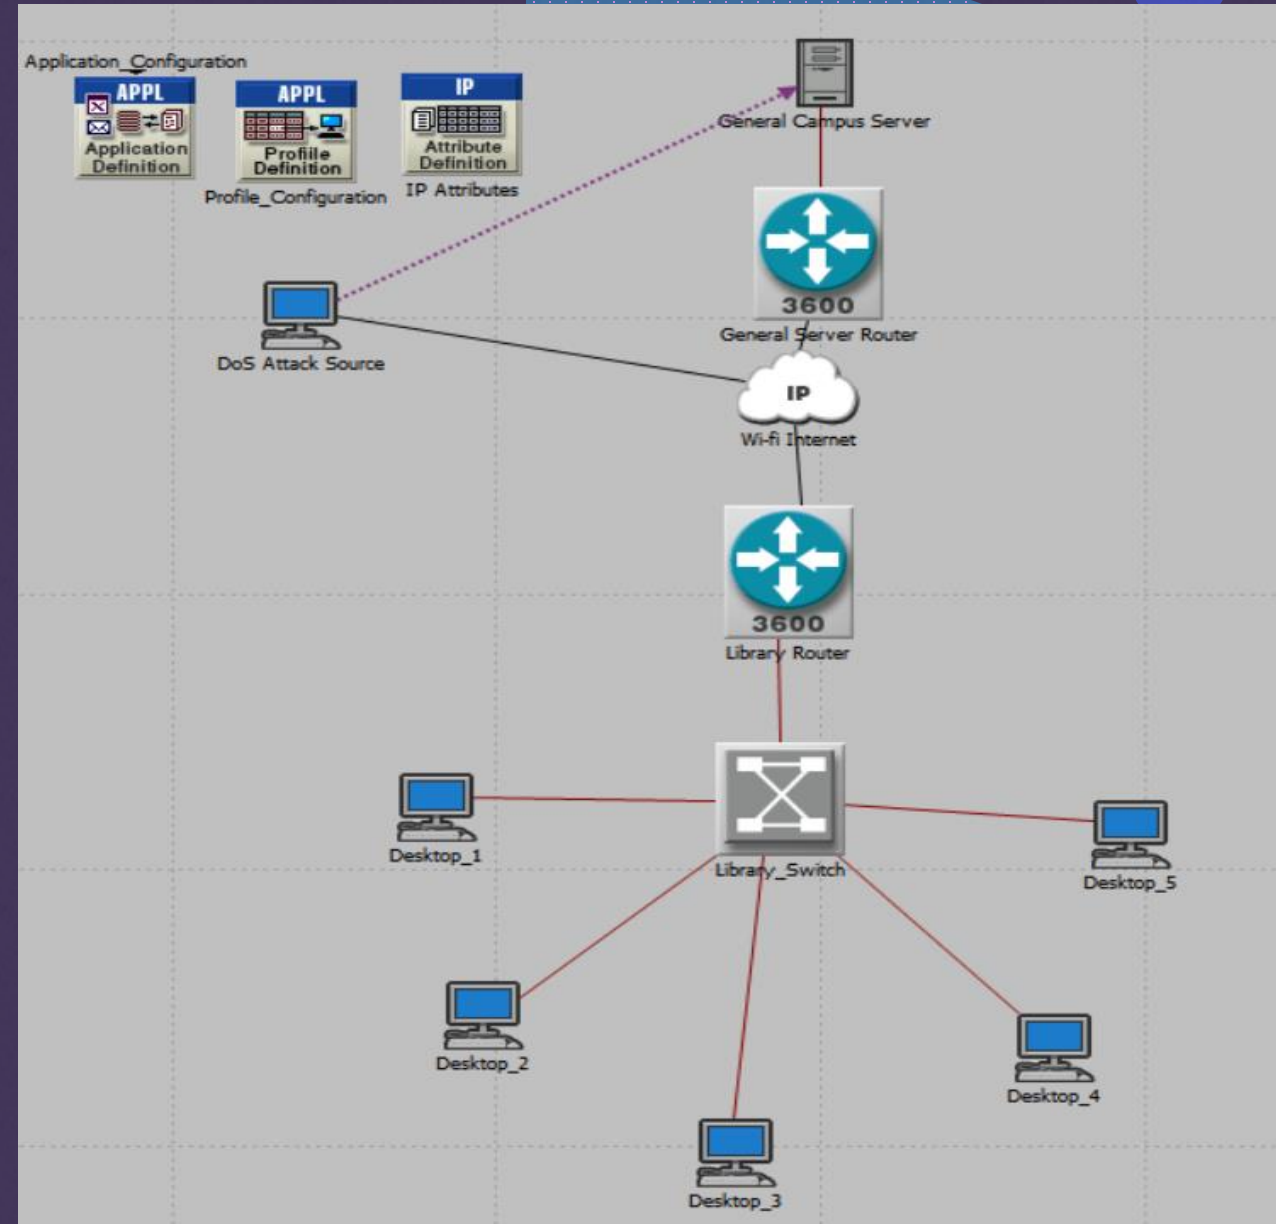 Application_Configuration
APPL
Application
Definition
APPL
Profiile
Definition
Profile_Configuration
IP
Attribute
Definition
IP Attributes
General Campus Server
3600
General Server Router
DoS Attack Source
IP
Wi-fi Internet
3600
Library Router
Desktop_1
Library_Switch
Desktop_5
Desktop_2
Desktop_4
Desktop_3